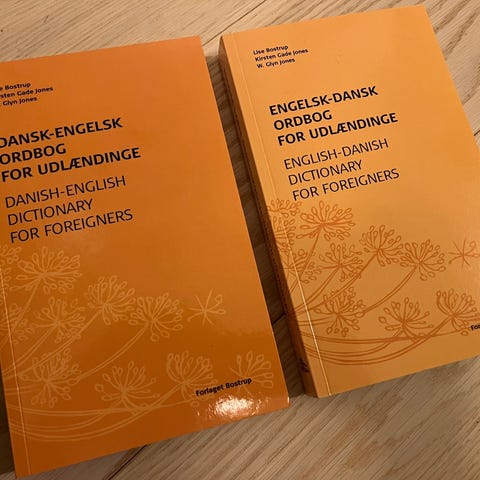 Bostrup
Kirsten Gade Jones
Glyn Jones
DANSK-ENGELSK
ORDBOG
FOR UDLÆNDINGE
DANISH-ENGLISH
DICTIONARY
FOR FOREIGNERS
Forlaget Bostrup
Lise Bostrup
Kirsten Gade Jones
W. Glyn Jones
ENGELSK-DANSK
ORDBOG
FOR UDLÆNDINGE
ENGLISH-DANISH
DICTIONARY
FOR FOREIGNERS